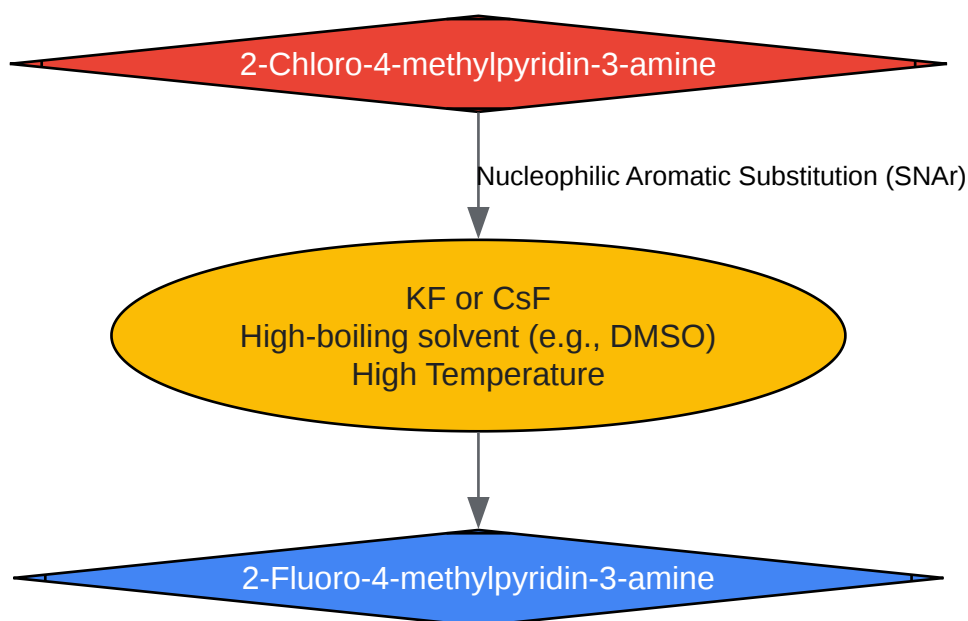 2-Chloro-4-methylpyridin-3-amine
Nucleophilic Aromatic Substitution (SNAr)
KF or CsF
High-boiling solvent (e.g., DMSO)
High Temperature
2-Fluoro-4-methylpyridin-3-amine